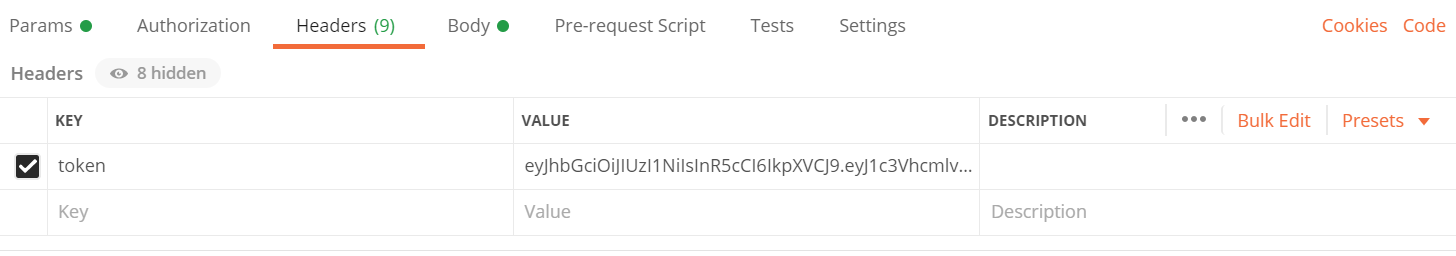 Params Authorization Headers (9) Body Pre-request Script Tests Settings Cookies Code
Headers 8 hidden
KEY VALUE DESCRIPTION ••• Bulk Edit Presets
token eyJhbGciOiJIUzI1NiIsInR5cCI6IkpXVCJ9.eyJ1c3Vhcmlv...
Key Value Description